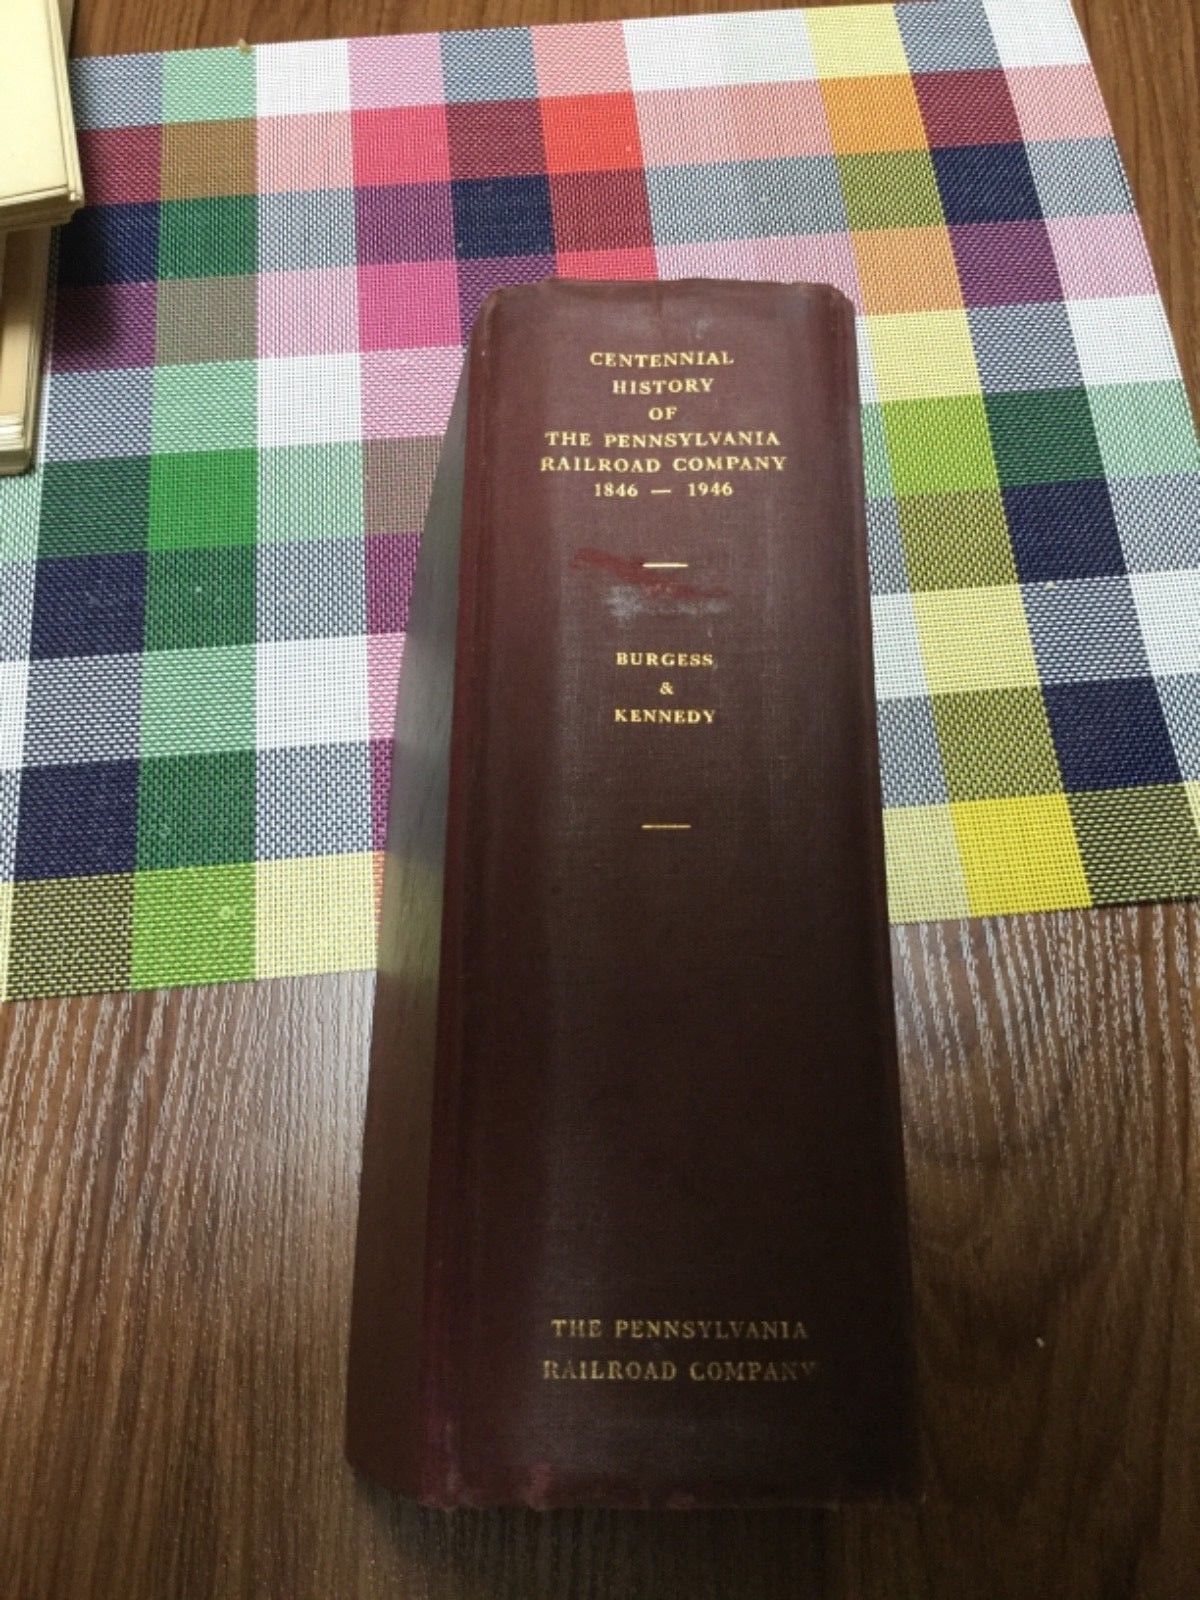 CENTENNIAL
HISTORY
OF
THE PENNSYLVANIA
RAILROAD COMPANY
1846 — 1946
BURGESS
&
KENNEDY
THE PENNSYLVANIA
RAILROAD COMPANY